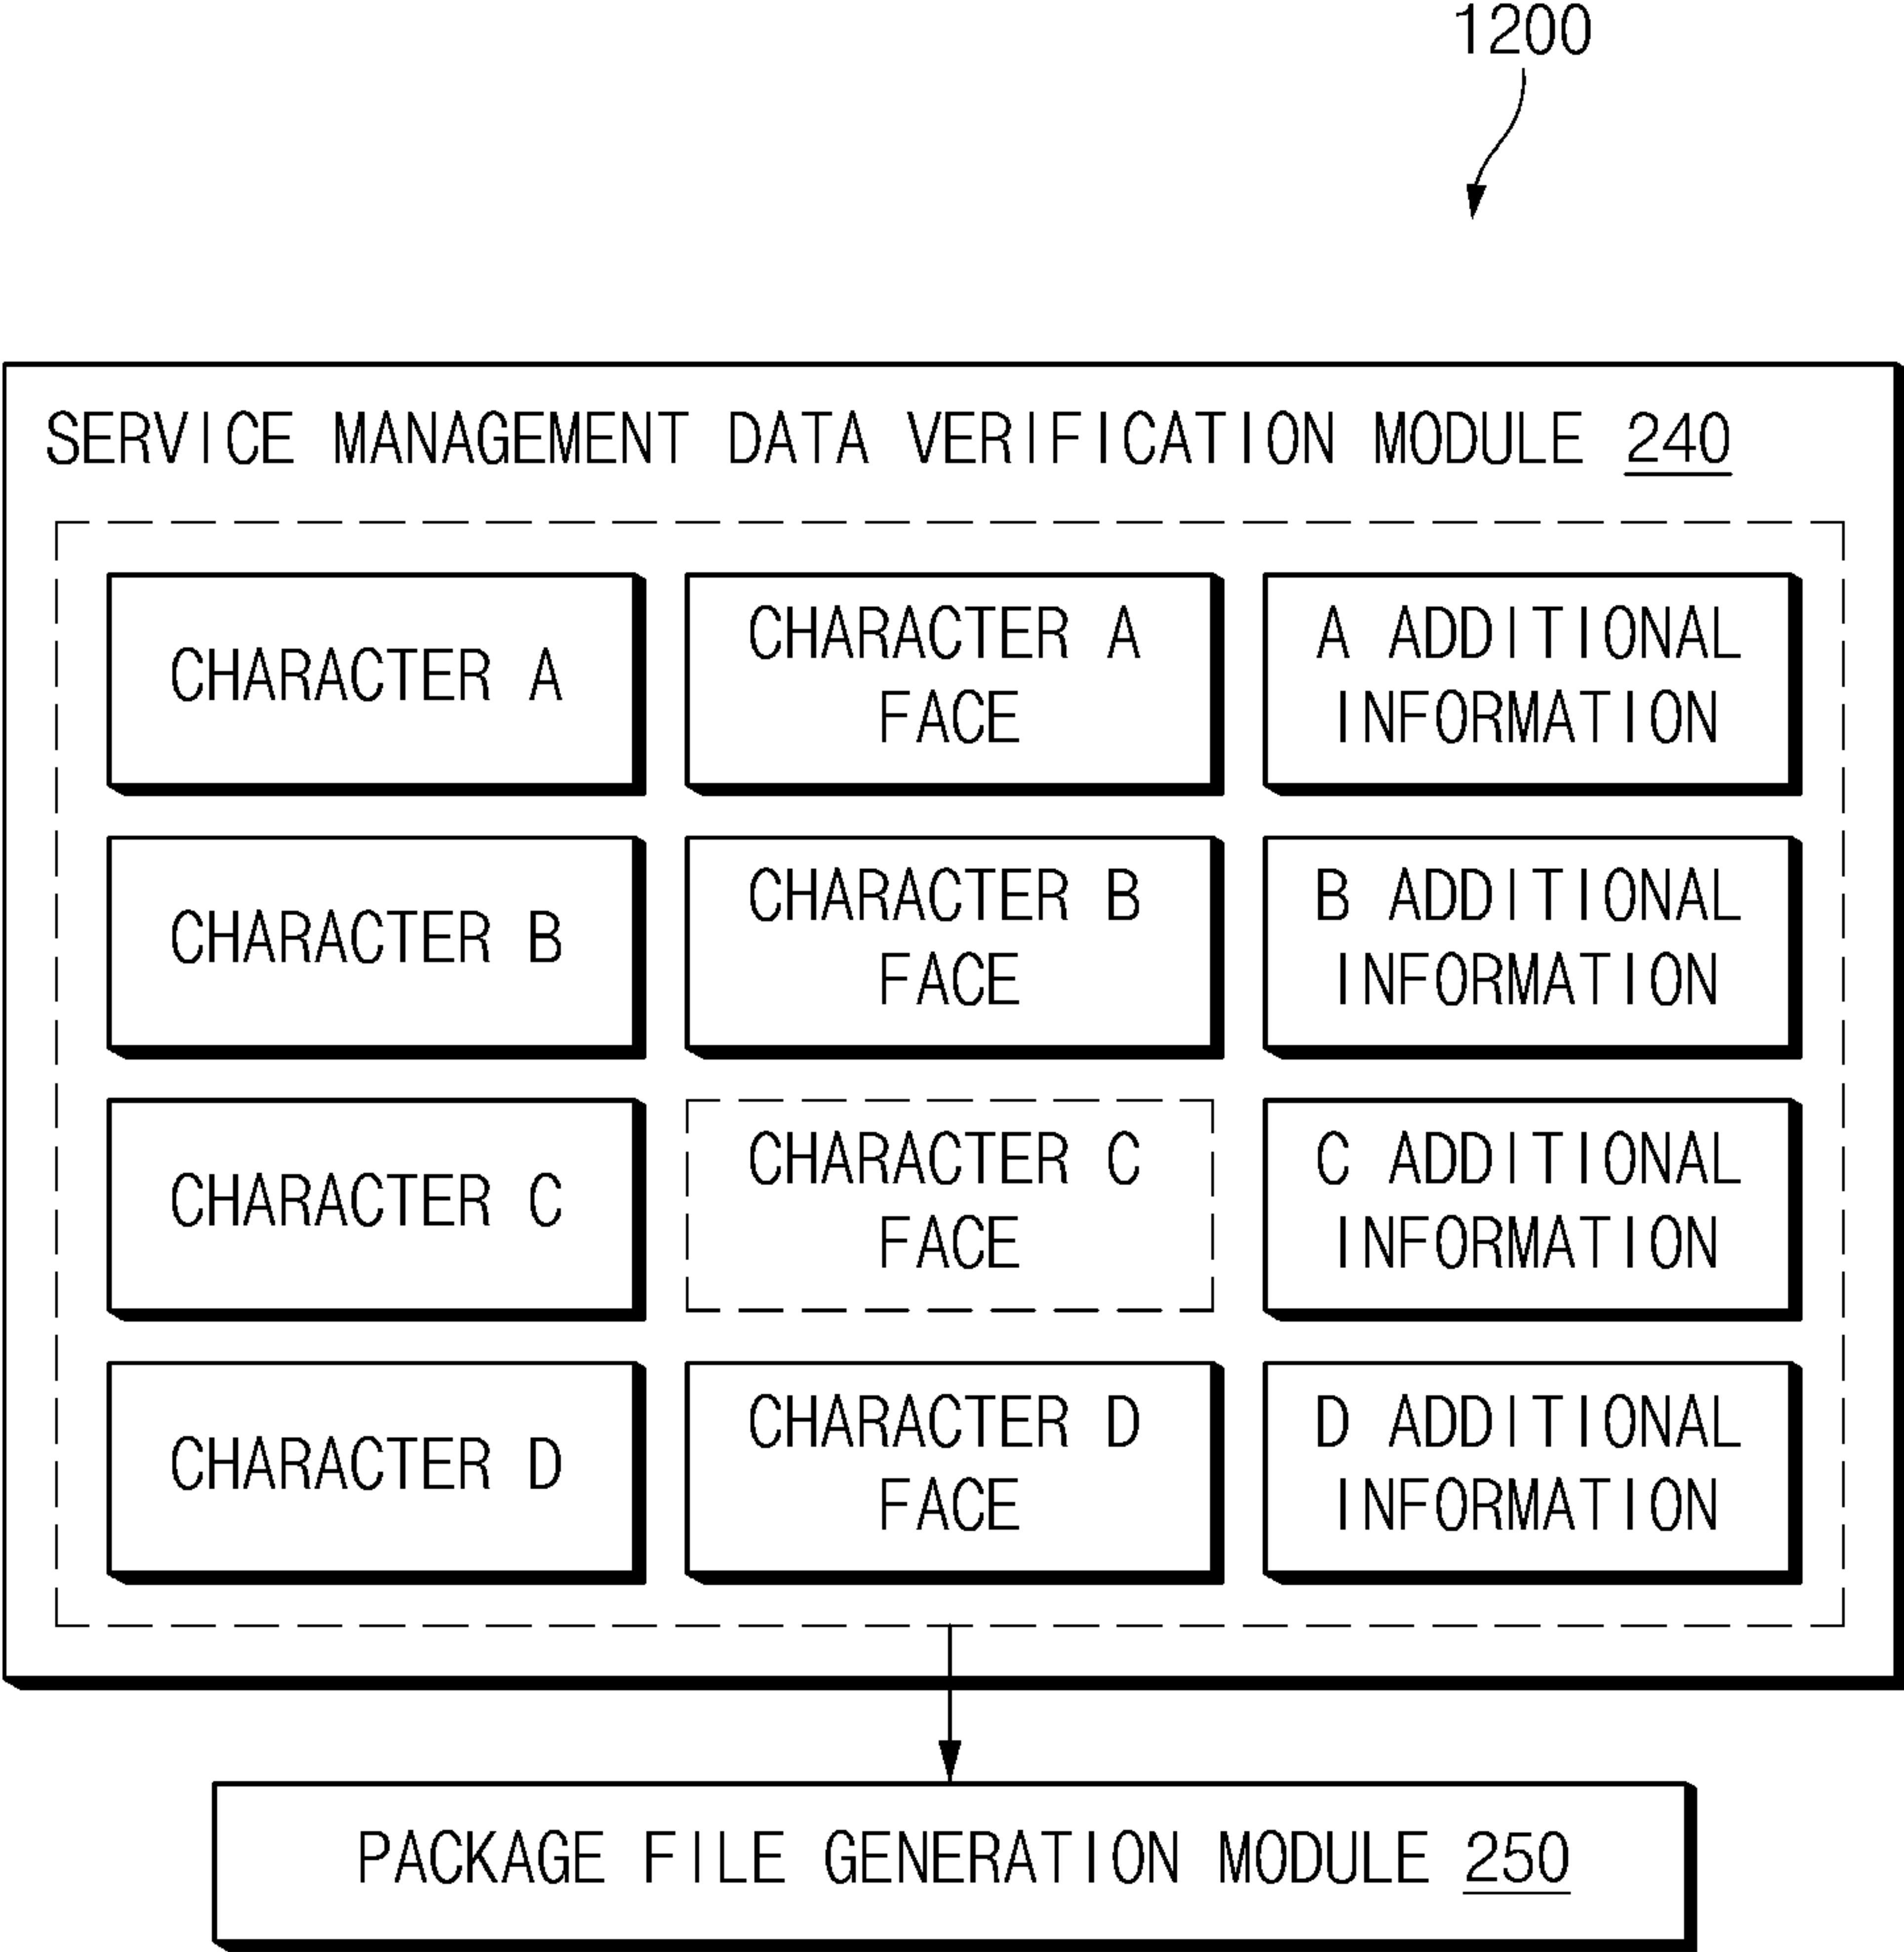 1200
SERVICE MANAGEMENT DATA VERIFICATION MODULE 240
CHARACTER A
CHARACTER A
FACE
A ADDITIONAL
INFORMATION
CHARACTER B
CHARACTER B
FACE
B ADDITIONAL
INFORMATION
CHARACTER C
CHARACTER C
FACE
C ADDITIONAL
INFORMATION
CHARACTER D
CHARACTER D
FACE
D ADDITIONAL
INFORMATION
PACKAGE FILE GENERATION MODULE 250